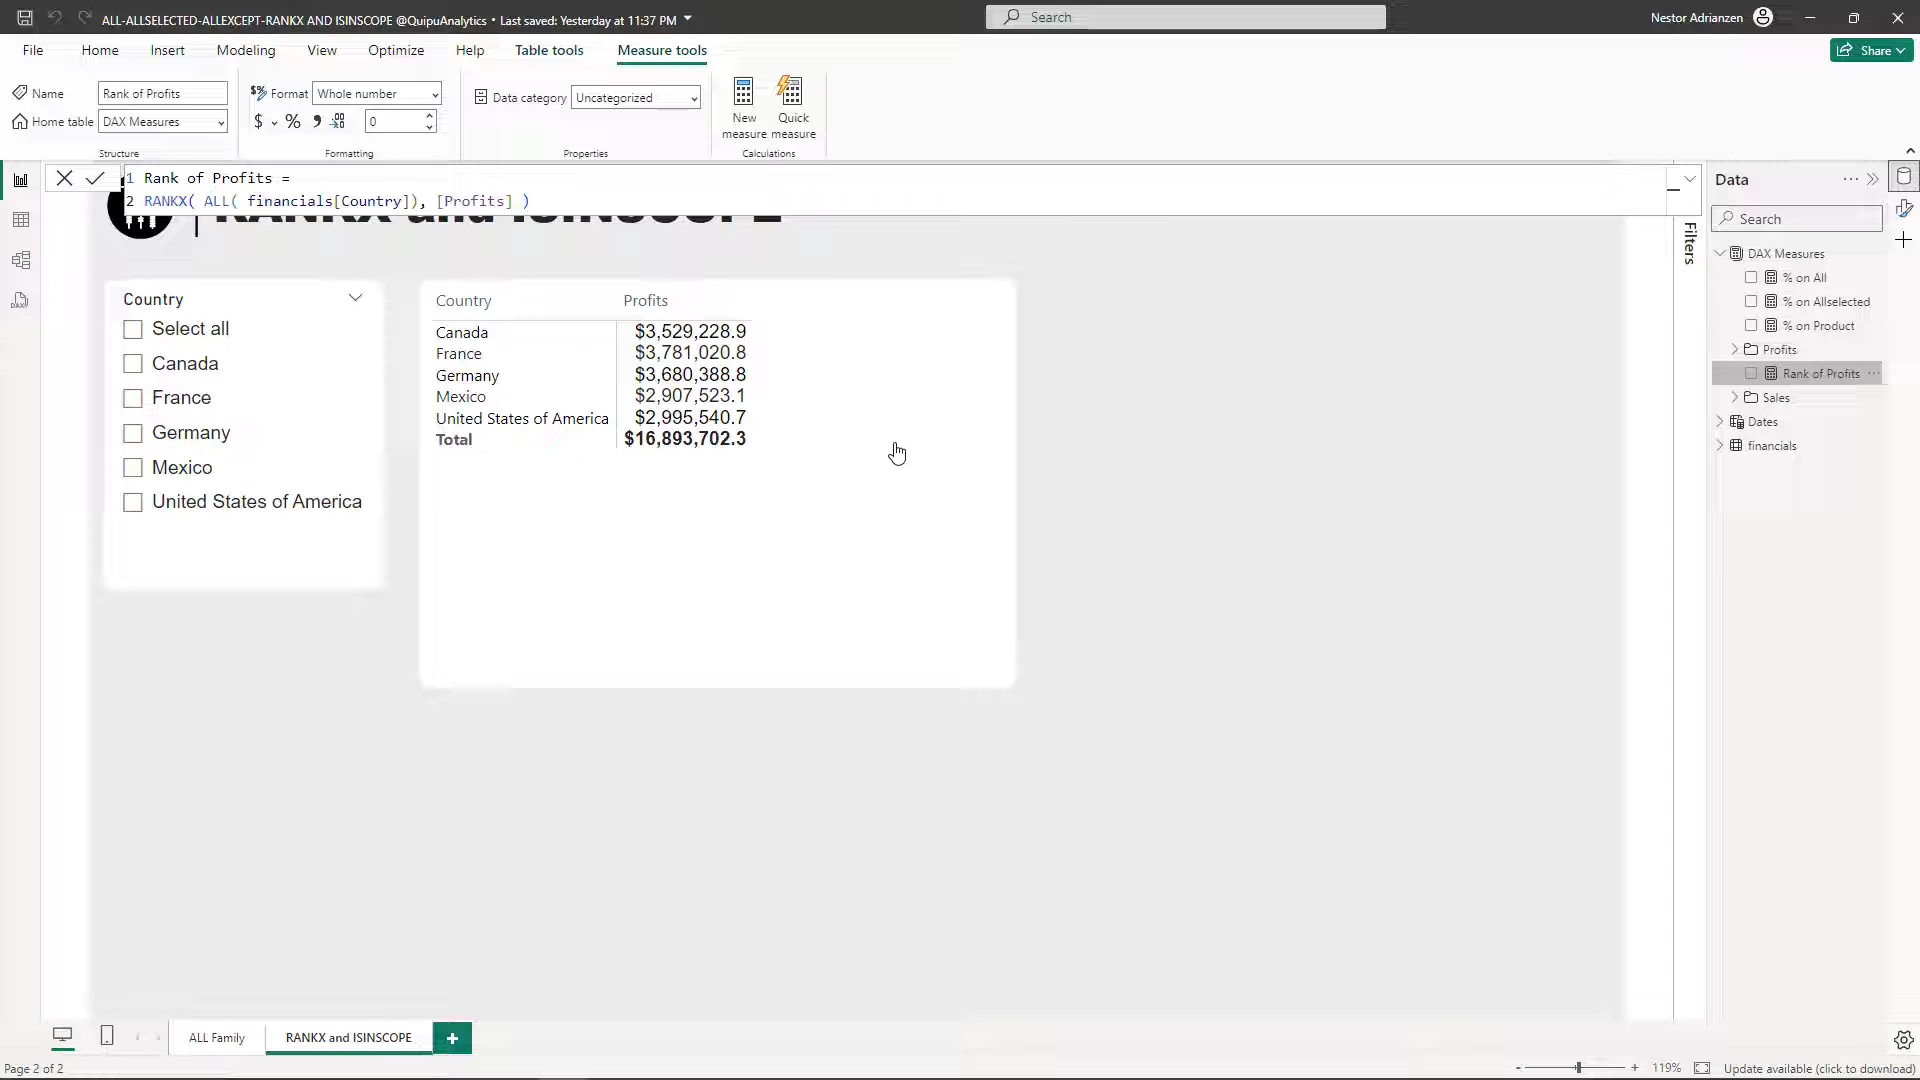 ALL-ALLSELECTED-ALLEXCEPT-RANKX AND ISINSCOPE @QuipuAnalytics • Last saved: Yesterday at 11:37 PM
Search
Nestor Adrianzen
File Home Insert Modeling View Optimize Help Table tools Measure tools
Share
Name Rank of Profits
Home table DAX Measures
Structure
Format Whole number
$ % 0
Formatting
Data category Uncategorized
Properties
New measure
Quick measure
Calculations
1 Rank of Profits =
2 RANKX( ALL( financials[Country]), [Profits] )
RANKX and ISINSCOPE
Country
Select all
Canada
France
Germany
Mexico
United States of America
Country Profits
Canada $3,529,228.9
France $3,781,020.8
Germany $3,680,388.8
Mexico $2,907,523.1
United States of America $2,995,540.7
Total $16,893,702.3
Filters
Data
Search
DAX Measures
% on All
% on Allselected
% on Product
Profits
Rank of Profits
Sales
Dates
financials
DAX
ALL Family
RANKX and ISINSCOPE
+
Page 2 of 2
- + 119%
Update available (click to download)